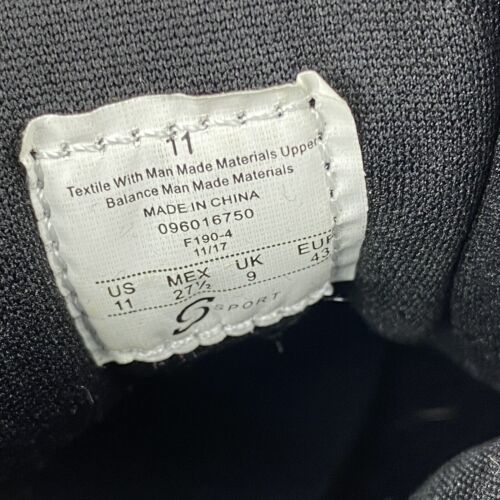 11
Textile With Man Made Materials Upper
Balance Man Made Materials
MADE IN CHINA
096016750
F190-4
11/17
US MEX UK EUR
11 27½ 9 43
S SPORT